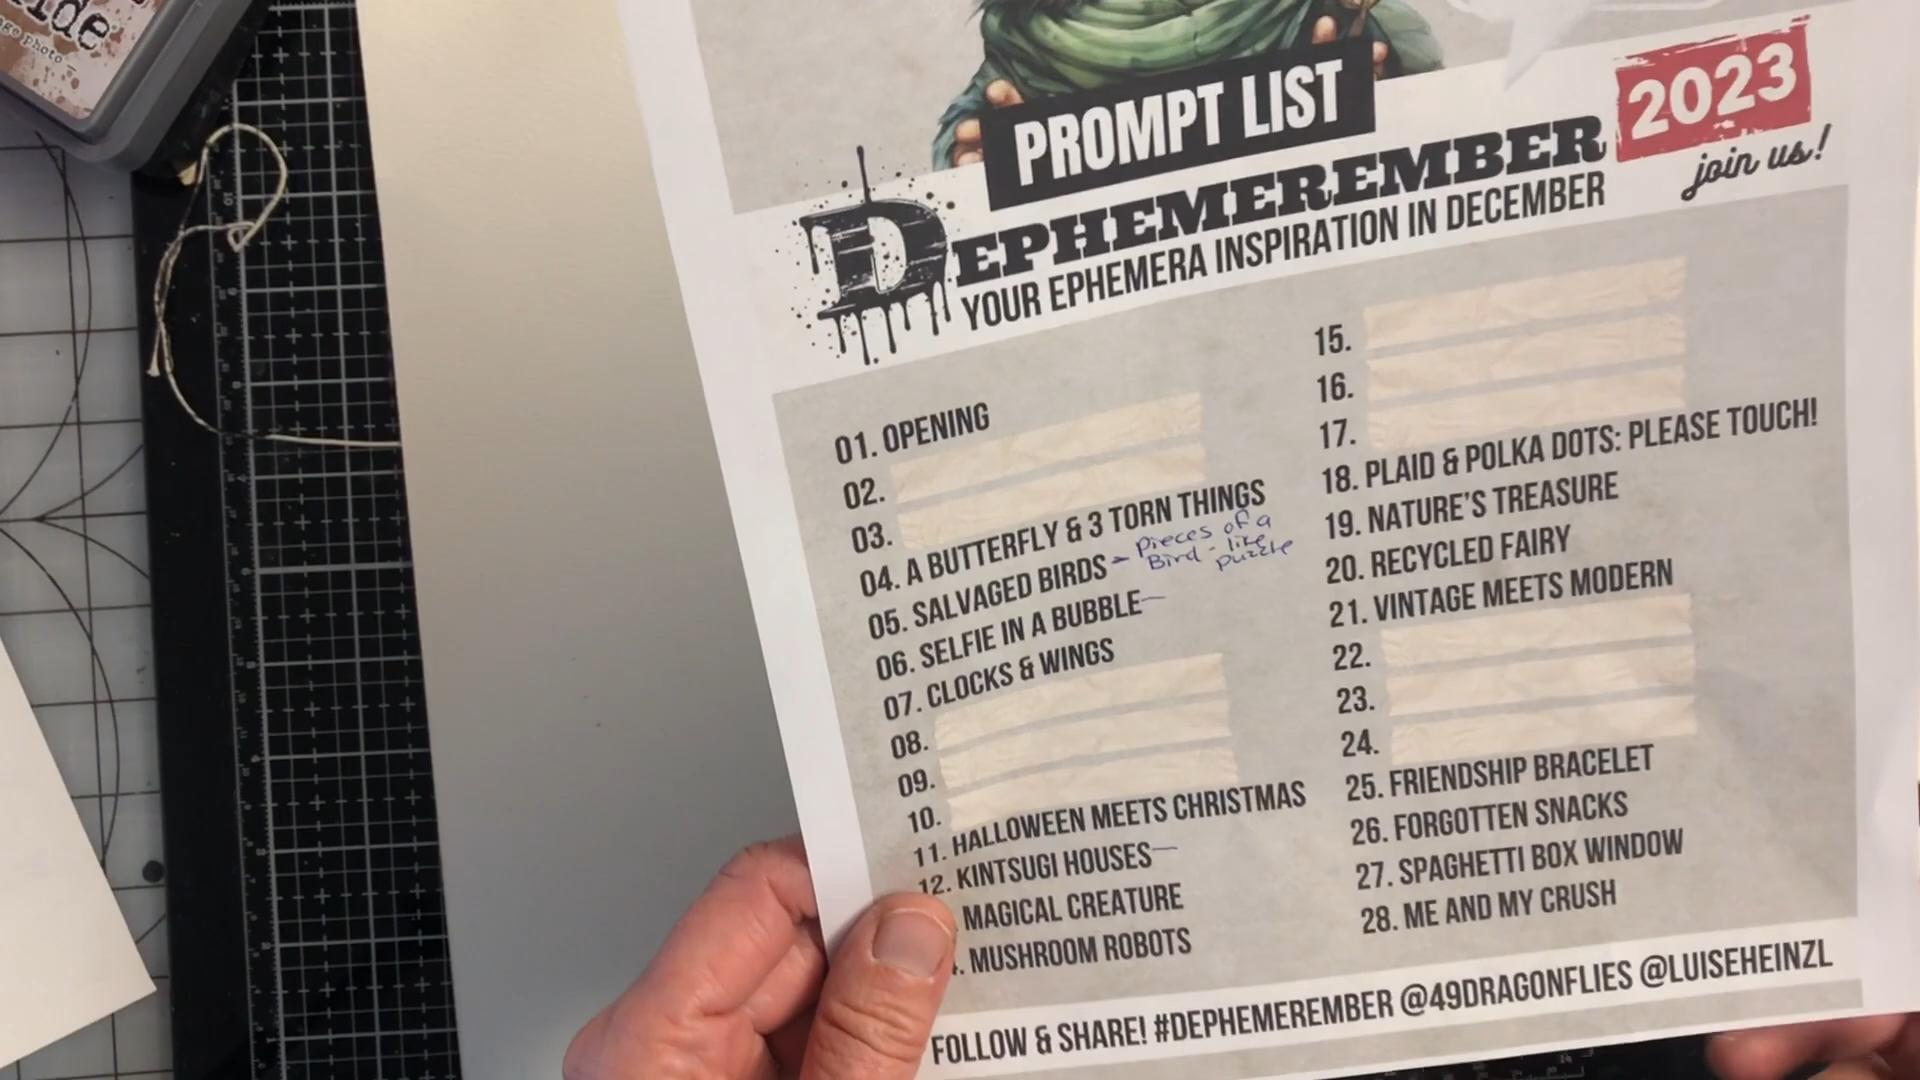 ide
age photo
PROMPT LIST
DEPHEMEREMBER 2023
join us!
YOUR EPHEMERA INSPIRATION IN DECEMBER
01. OPENING
02.
03.
04. A BUTTERFLY & 3 TORN THINGS
05. SALVAGED BIRDS - pieces of a
Bird - like
puzzle
06. SELFIE IN A BUBBLE
07. CLOCKS & WINGS
08.
09.
10.
11. HALLOWEEN MEETS CHRISTMAS
12. KINTSUGI HOUSES
MAGICAL CREATURE
. MUSHROOM ROBOTS
15.
16.
17.
18. PLAID & POLKA DOTS: PLEASE TOUCH!
19. NATURE'S TREASURE
20. RECYCLED FAIRY
21. VINTAGE MEETS MODERN
22.
23.
24.
25. FRIENDSHIP BRACELET
26. FORGOTTEN SNACKS
27. SPAGHETTI BOX WINDOW
28. ME AND MY CRUSH
FOLLOW & SHARE! #DEPHEMEREMBER @49DRAGONFLIES @LUISEHEINZL